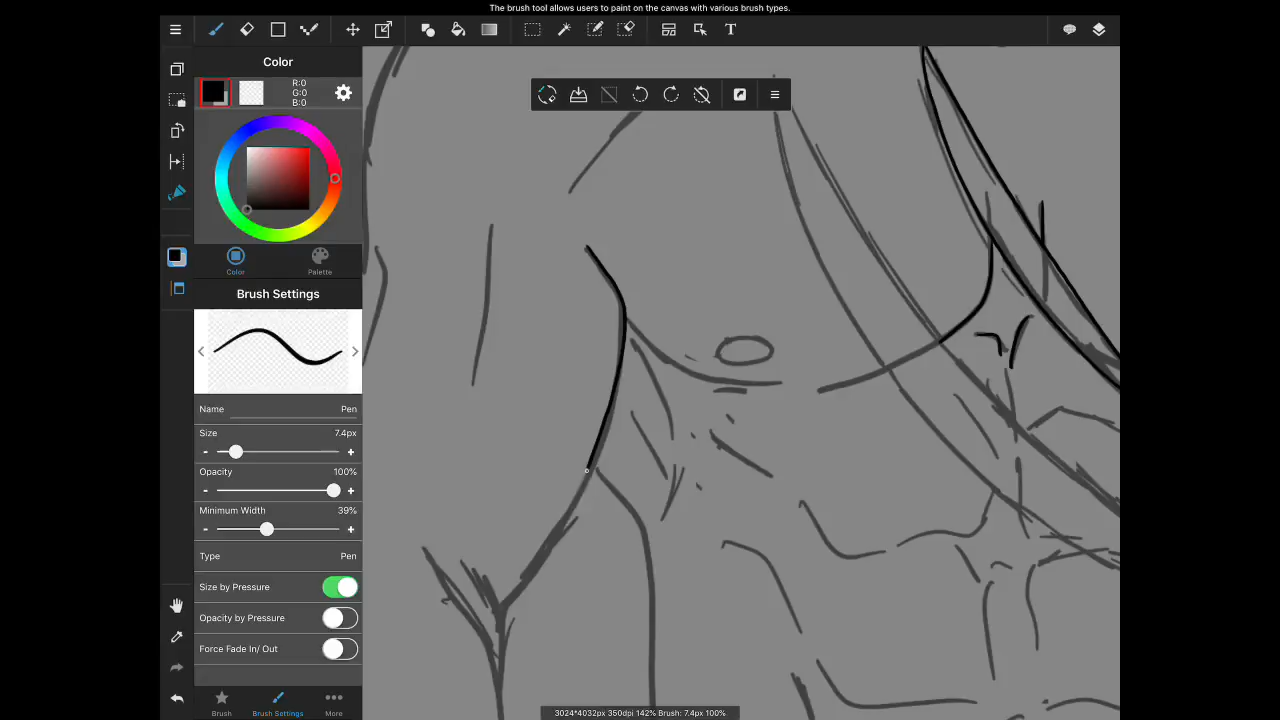 The brush tool allows users to paint on the canvas with various brush types.
T
Color
R:0
G:0
B:0
Color
Palette
Brush Settings
Name Pen
Size 7.4px
- +
Opacity 100%
- +
Minimum Width 39%
- +
Type Pen
Size by Pressure
Opacity by Pressure
Force Fade In/ Out
Brush
Brush Settings
More
3024*4032px 350dpi 142% Brush: 7.4px 100%